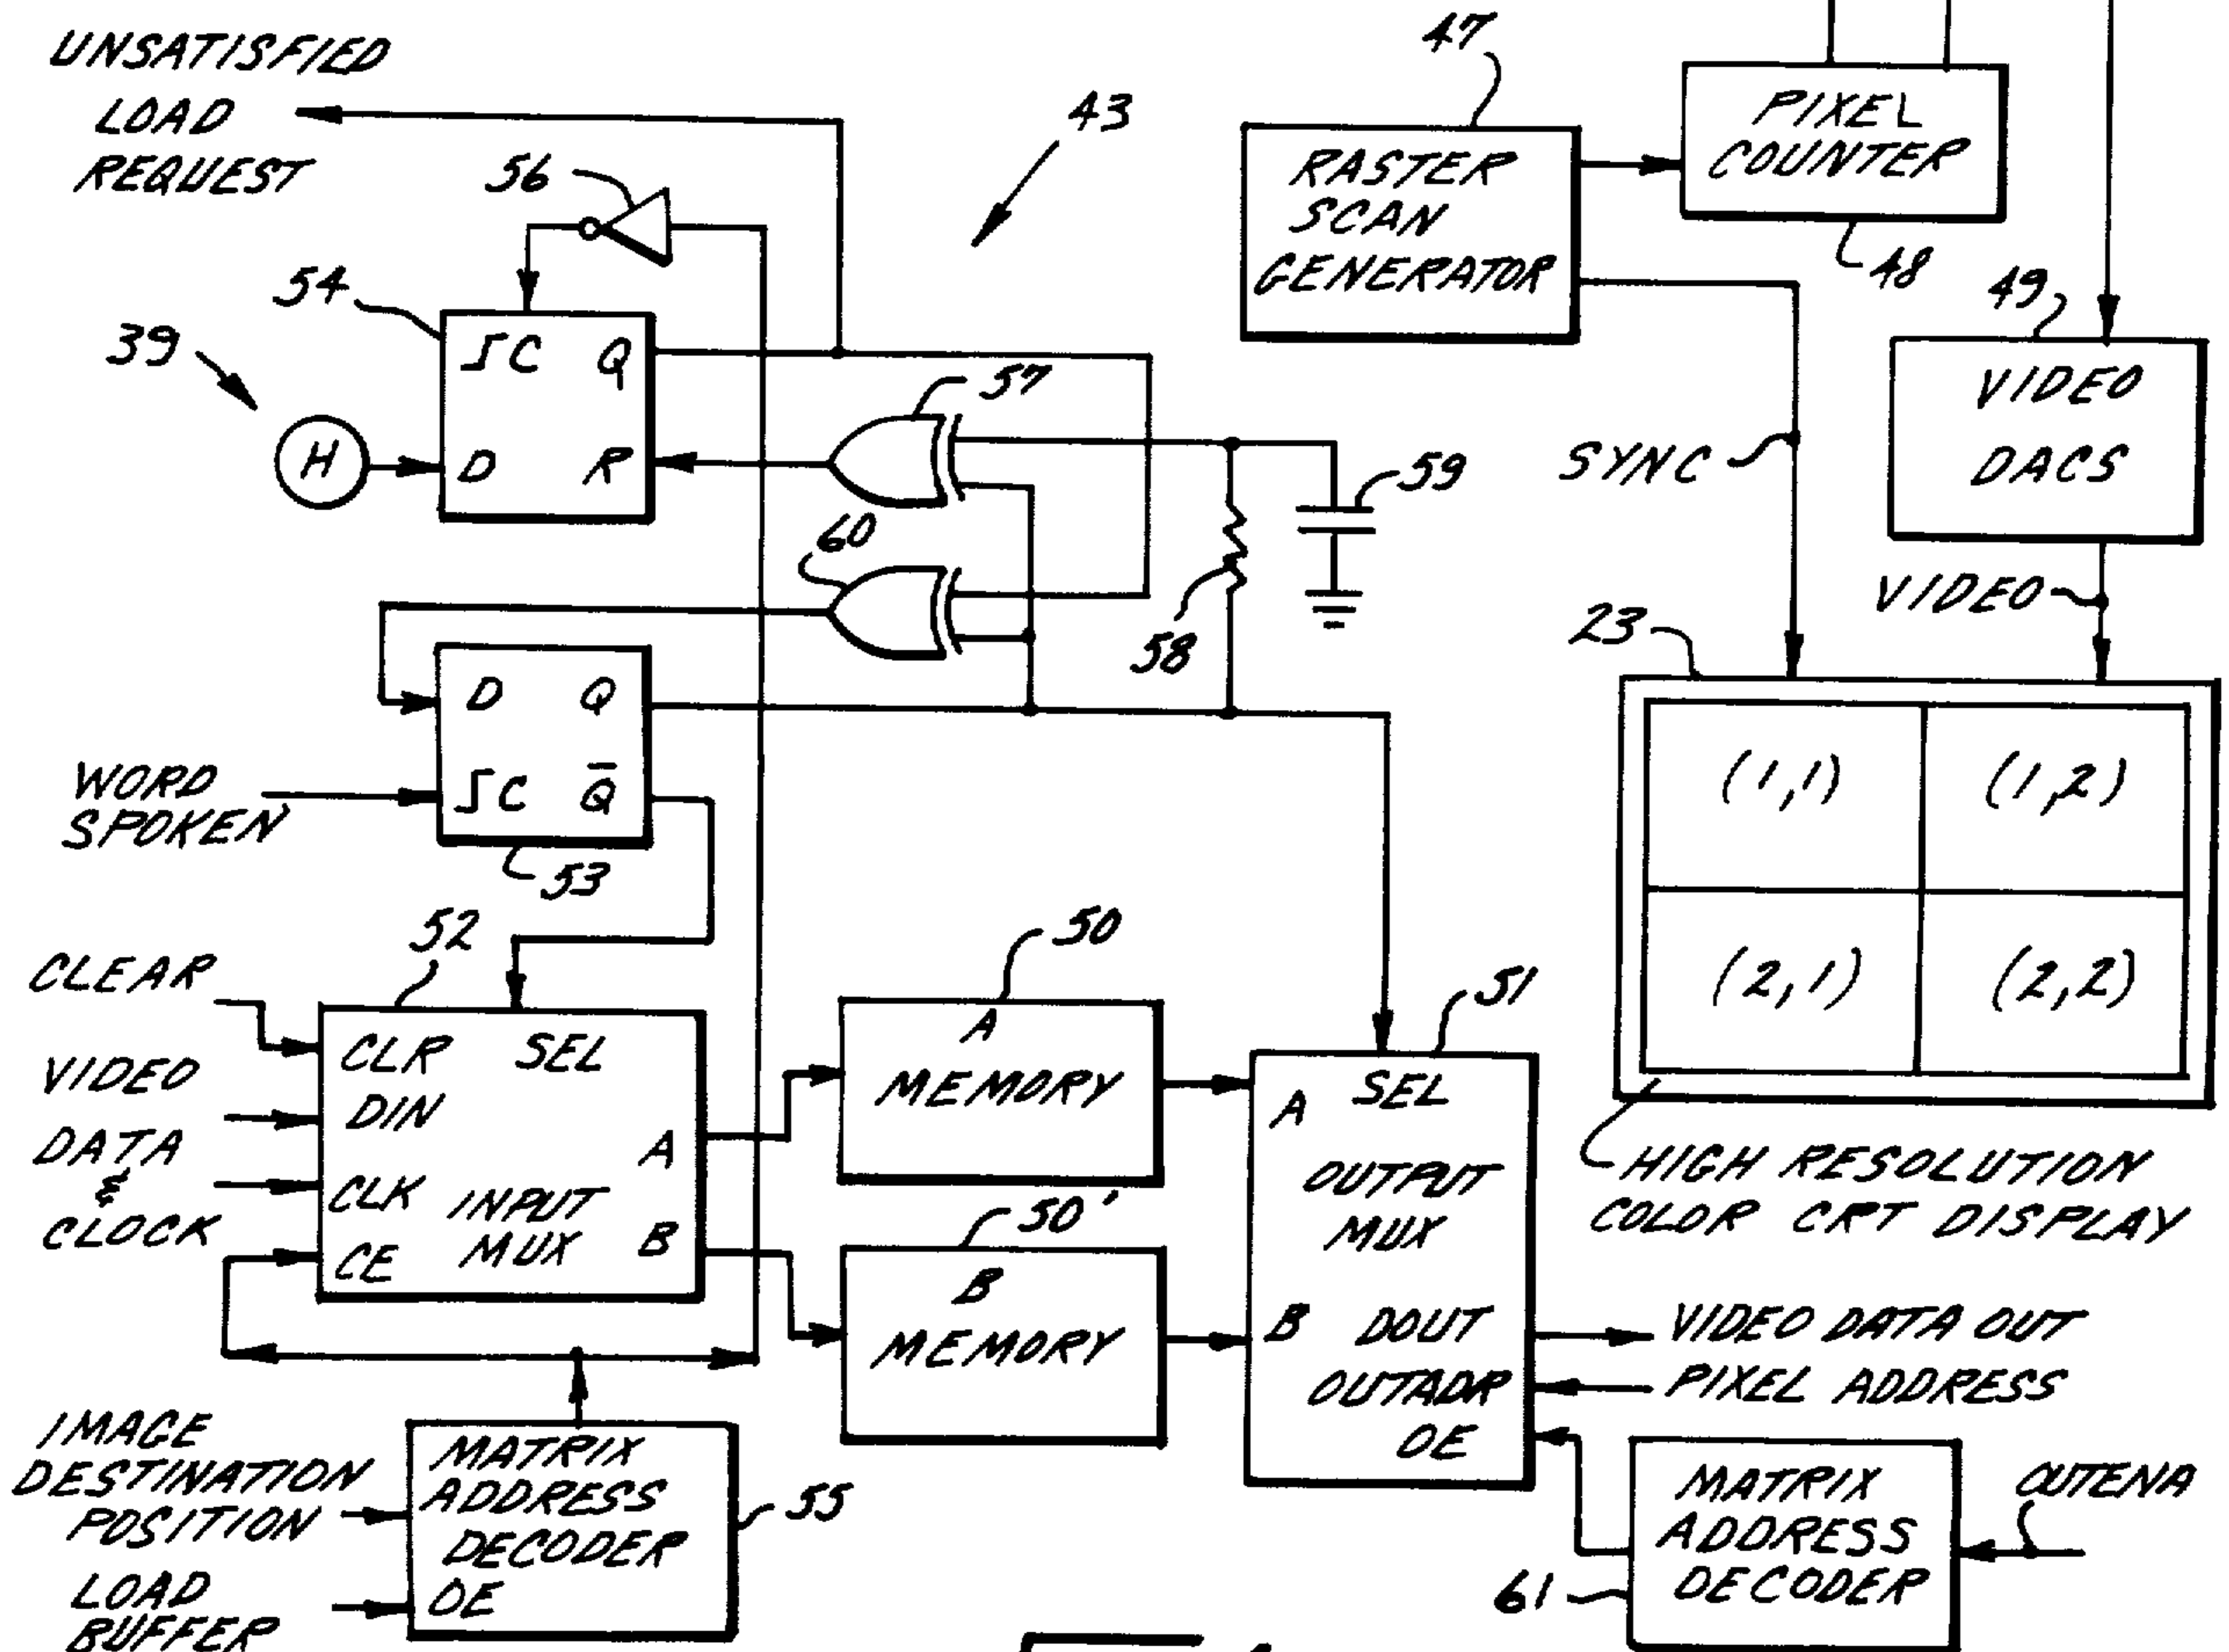 UNSATISFIED
LOAD
REQUEST
56
43
47
RASTER
SCAN
GENERATOR
PIXEL
COUNTER
48
49
VIDEO
DACS
SYNC
VIDEO
54
39
H
C Q
D R
57
59
60
58
D Q
C Q̅
53
WORD
SPOKEN
23
(1,1) (1,2)
(2,1) (2,2)
HIGH RESOLUTION
COLOR CRT DISPLAY
52
CLEAR
VIDEO
DATA
&
CLOCK
CLR SEL
DIN
CLK
CE
INPUT
MUX
A
B
50
A
MEMORY
50'
B
MEMORY
51
SEL
A
OUTPUT
MUX
B DOUT
OUTADR
OE
VIDEO DATA OUT
PIXEL ADDRESS
IMAGE
DESTINATION
POSITION
LOAD
BUFFER
MATRIX
ADDRESS
DECODER
OE
55
MATRIX
ADDRESS
DECODER
61
OUTENA